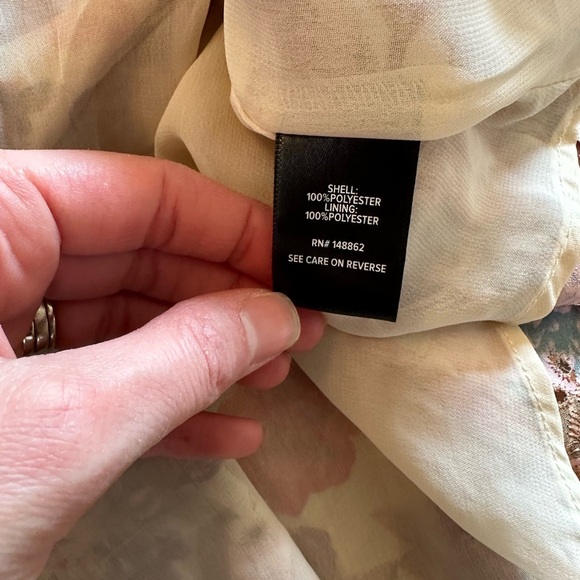 SHELL:
100%POLYESTER
LINING:
100%POLYESTER
RN# 148862
SEE CARE ON REVERSE